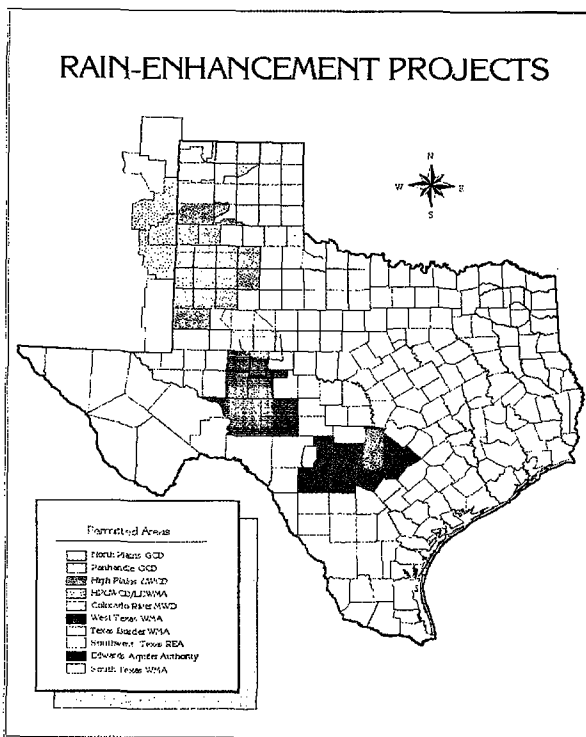 RAIN-ENHANCEMENT PROJECTS
N
W E
S
Permitted Areas
North Plains GCD
Panhandle GCD
High Plains UWCD
Colorado River MWD
West Texas WMA
Texas Border WMA
Southwest Texas REA
Edwards Aquifer Authority
South Texas WMA